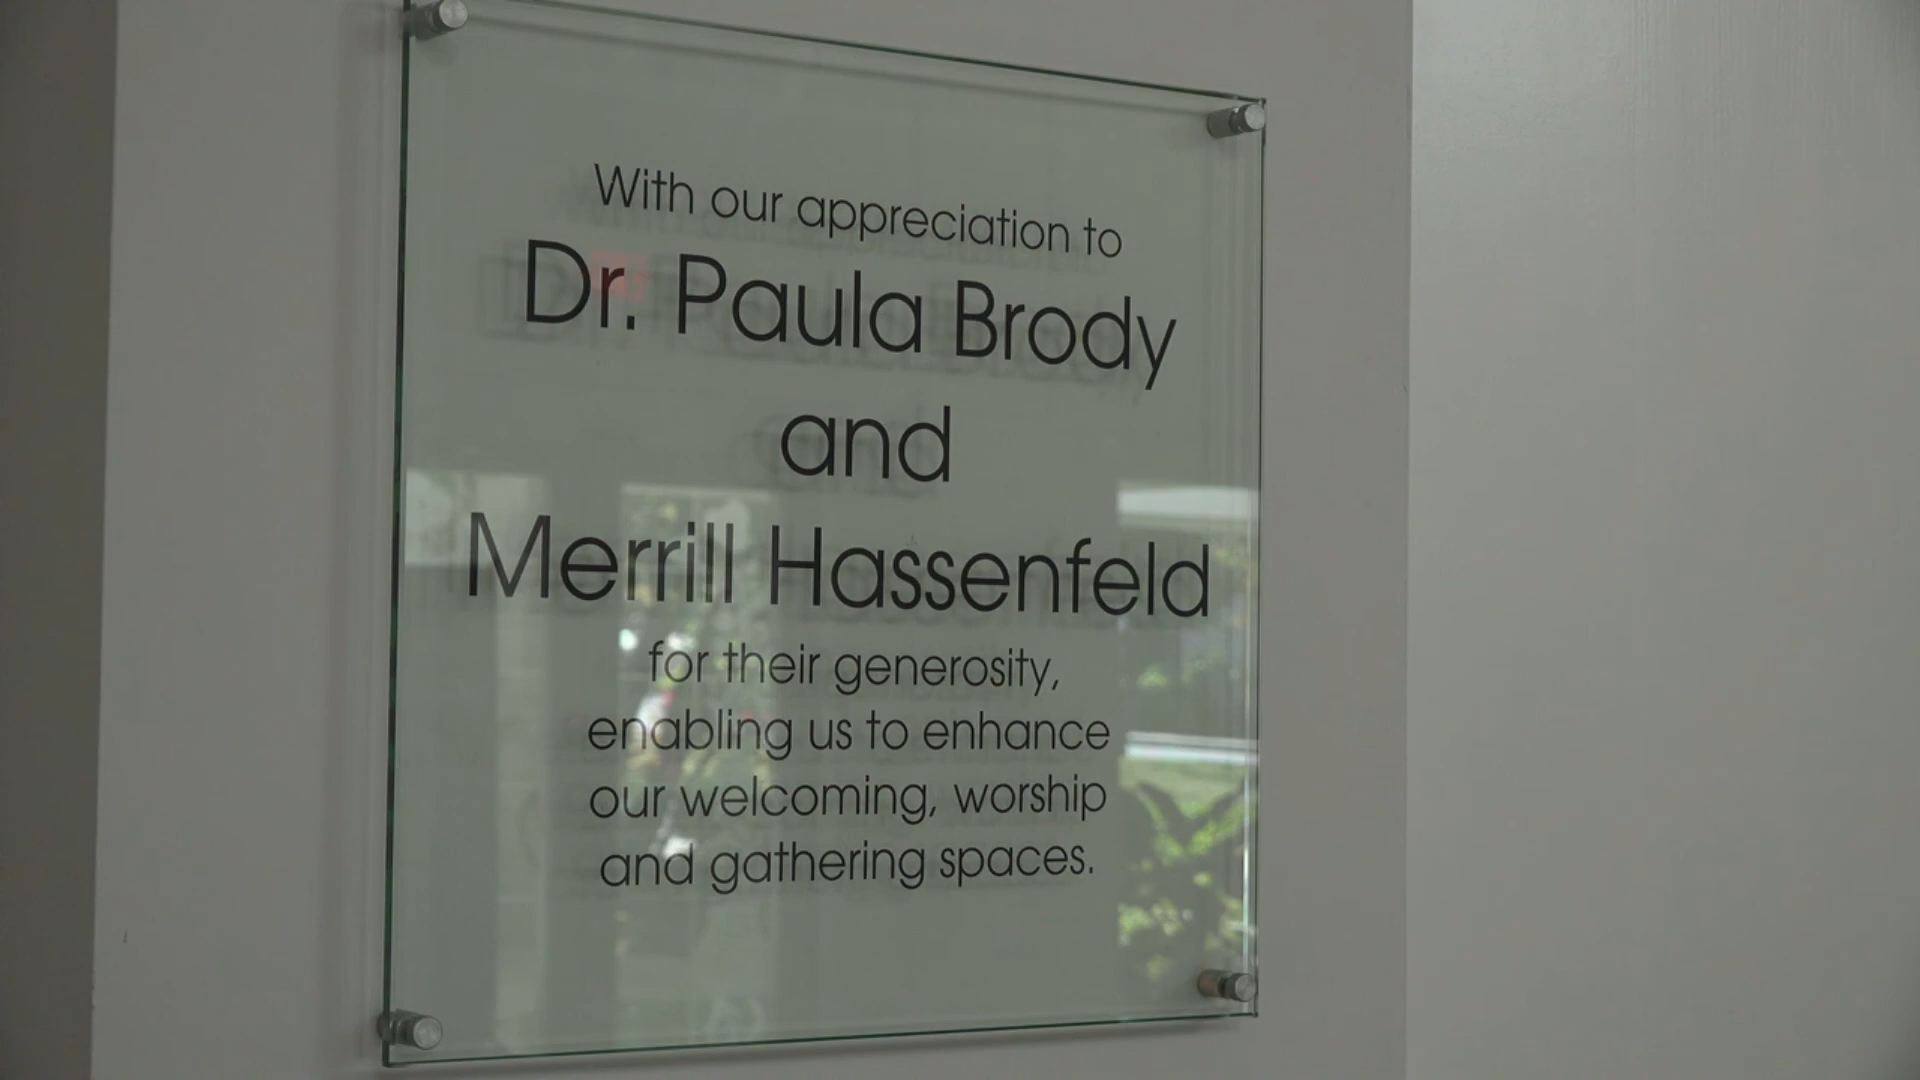 With our appreciation to
Dr. Paula Brody
and
Merrill Hassenfeld
for their generosity,
enabling us to enhance
our welcoming, worship
and gathering spaces.